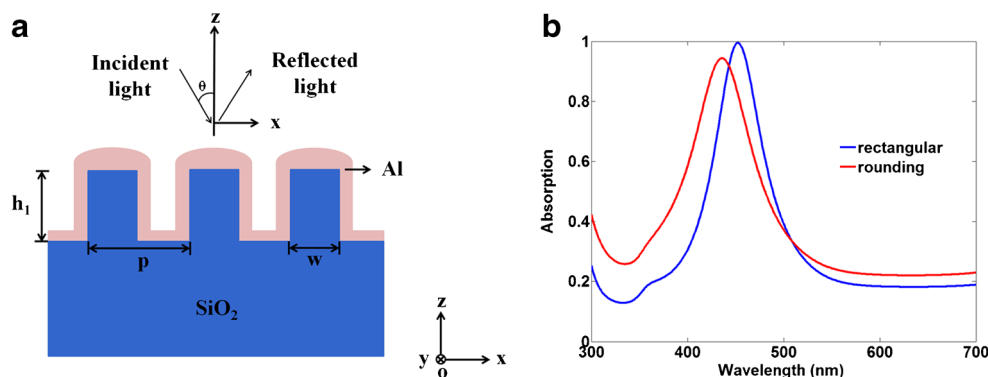 a
z
Incident
light
θ
Reflected
light
x
Al
h1
p
w
SiO2
z
y
o
x
b
Absorption
1
0.8
0.6
0.4
0.2
0
300
400
500
600
700
Wavelength (nm)
rectangular
rounding